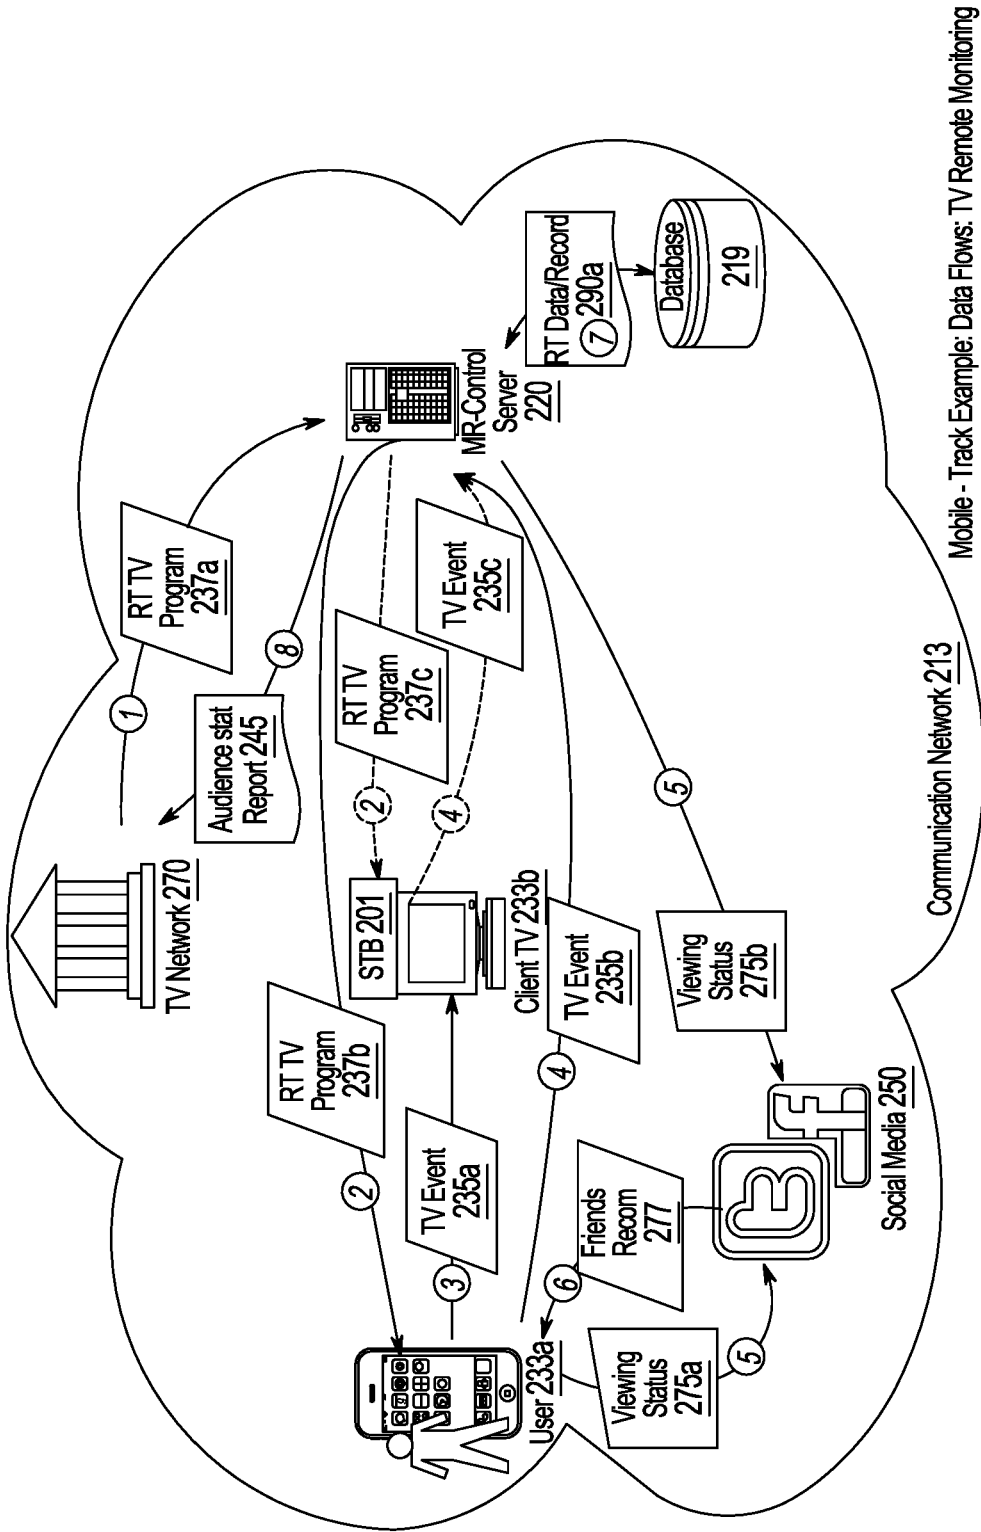 TV Network 270
1
RT TV
Program
237a
Audience stat
Report 245
8
RT TV
Program
237b
2
RT TV
Program
237c
2
STB 201
Client TV 233b
4
TV Event
235c
MR-Control
Server
220
RT Data/Record
7 290a
Database
219
TV Event
235a
3
TV Event
235b
4
User 233a
Friends
Recom
277
6
Viewing
Status
275a
5
Viewing
Status
275b
5
t
f
Social Media 250
Communication Network 213
Mobile - Track Example: Data Flows: TV Remote Monitoring